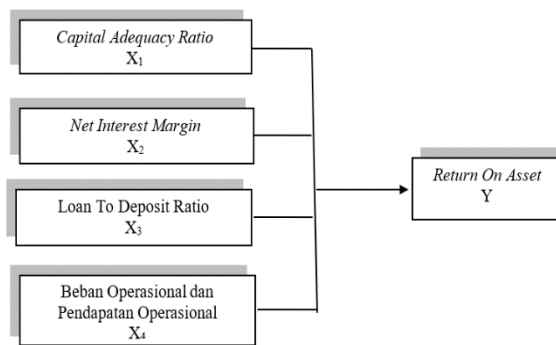 Capital Adequacy Ratio
X₁
Net Interest Margin
X₂
Loan To Deposit Ratio
X₃
Beban Operasional dan
Pendapatan Operasional
X₄
Return On Asset
Y